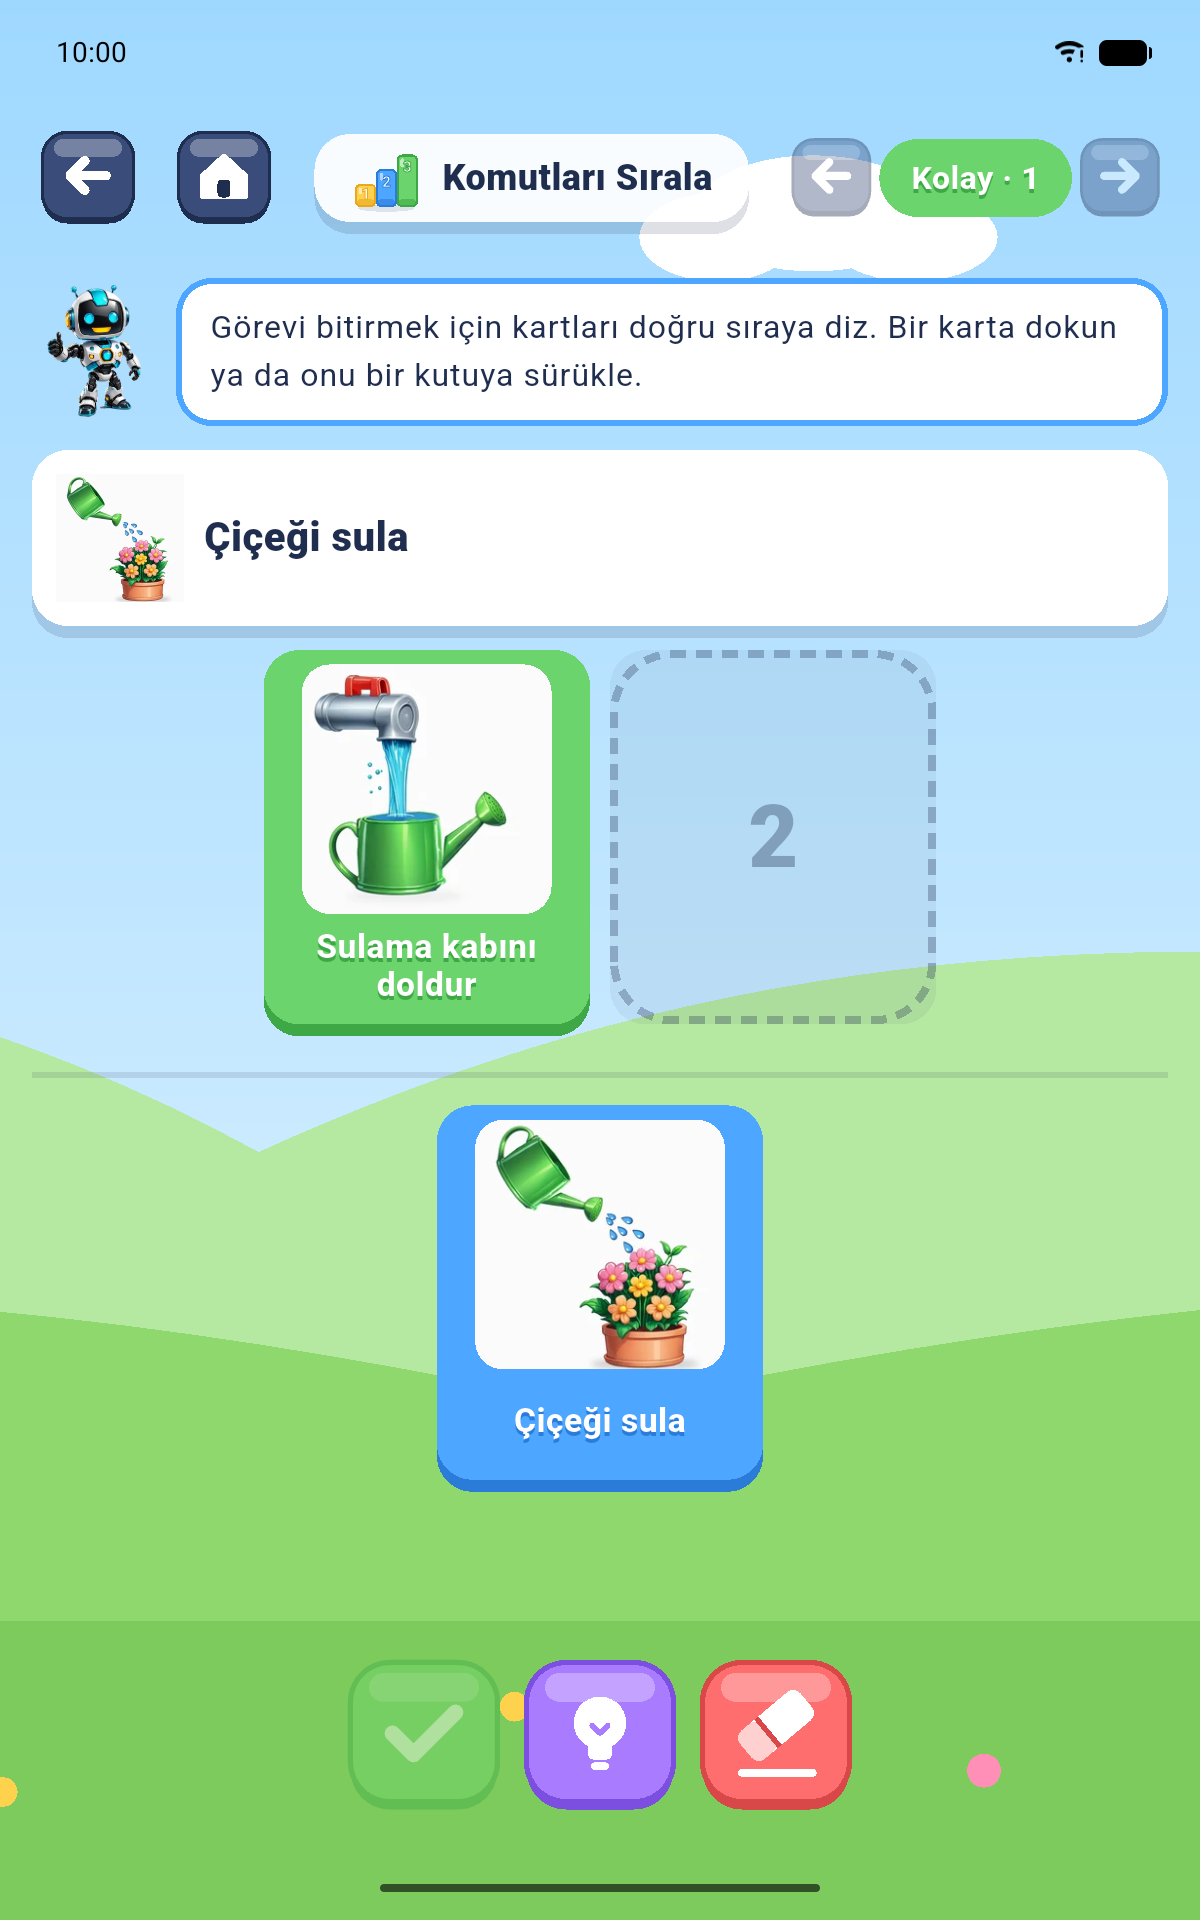 10:00
Komutları Sırala
Kolay · 1
Görevi bitirmek için kartları doğru sıraya diz. Bir karta dokun
ya da onu bir kutuya sürükle.
Çiçeği sula
Sulama kabını
doldur
2
Çiçeği sula